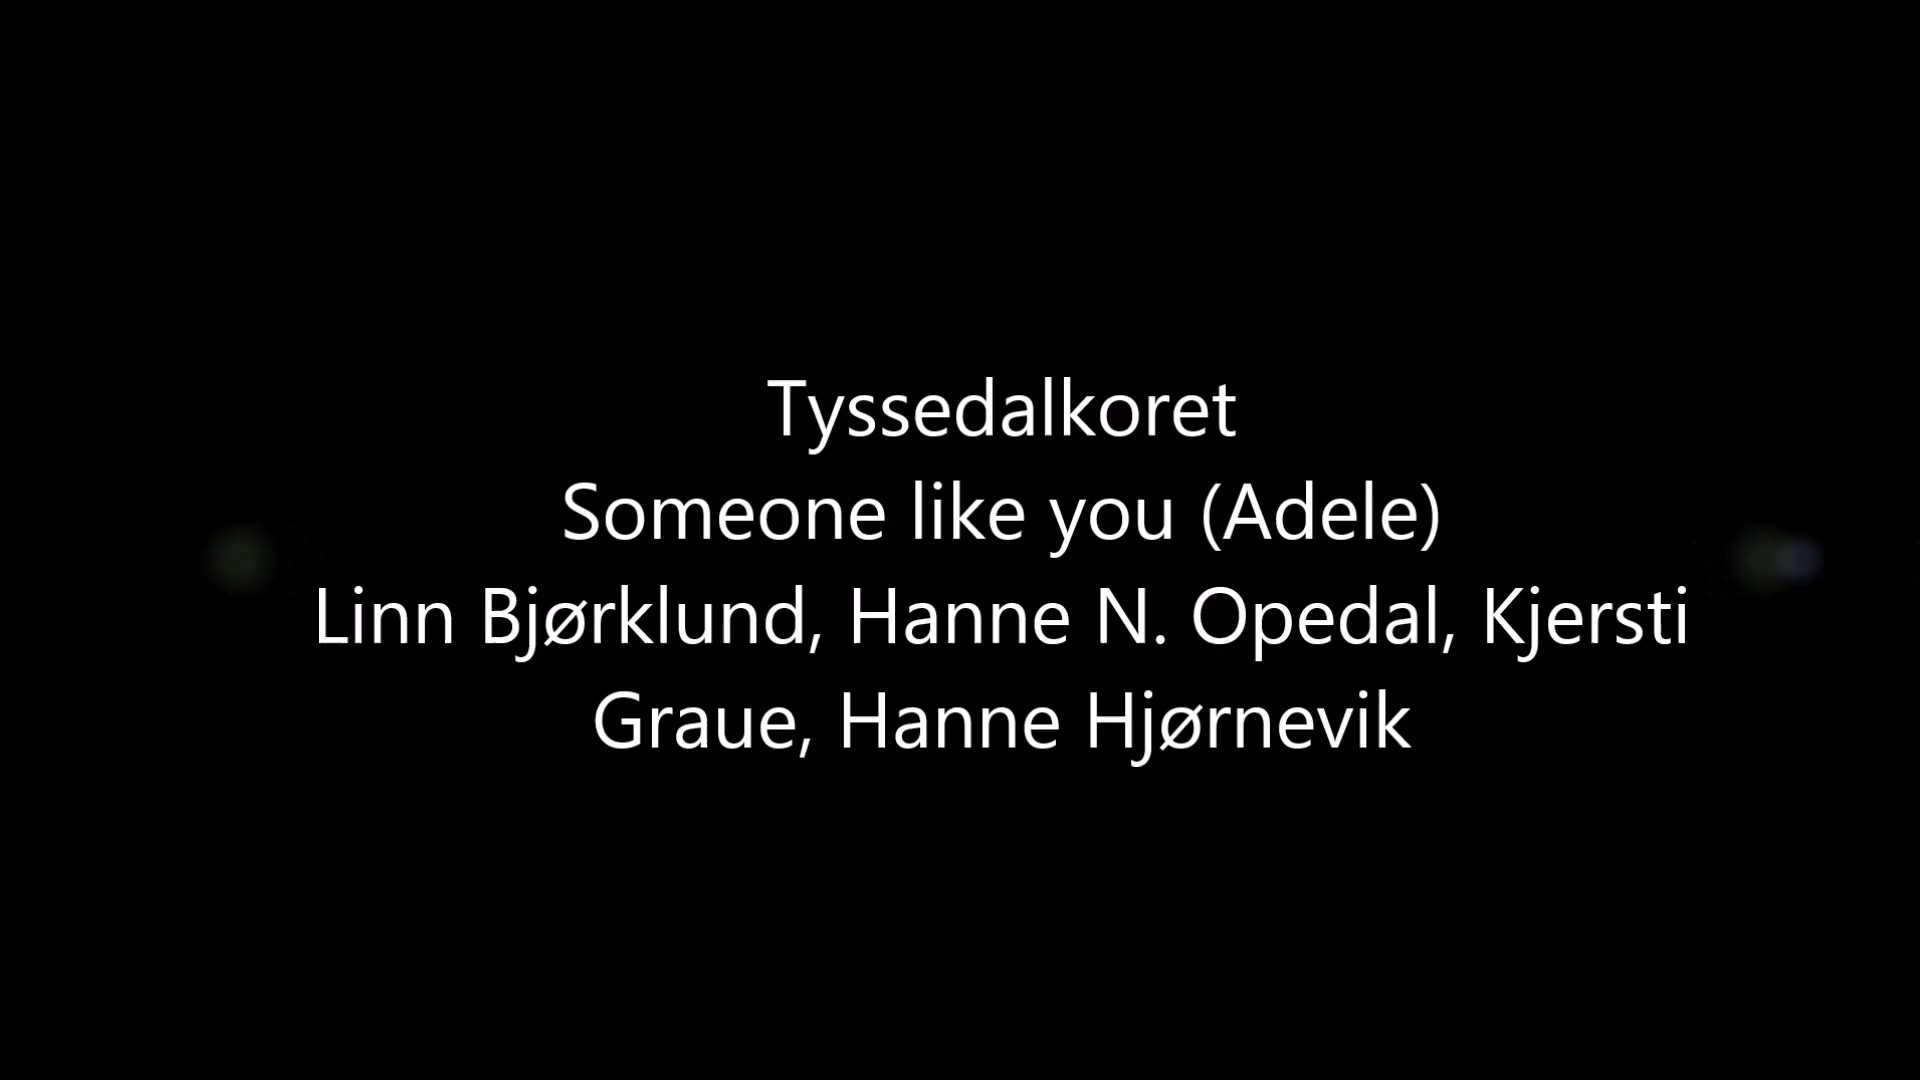 Tyssedalkoret
Someone like you (Adele)
Linn Bjørklund, Hanne N. Opedal, Kjersti
Graue, Hanne Hjørnevik